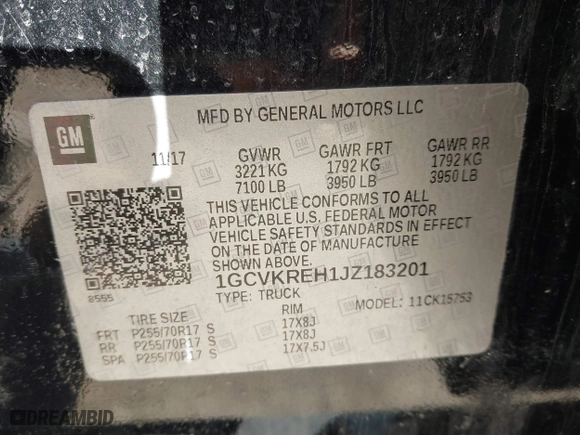 GM
MFD BY GENERAL MOTORS LLC
11/17
GVWR GAWR FRT GAWR RR
3221 KG 1792 KG 1792 KG
7100 LB 3950 LB 3950 LB
THIS VEHICLE CONFORMS TO ALL
APPLICABLE U.S. FEDERAL MOTOR
VEHICLE SAFETY STANDARDS IN EFFECT
ON THE DATE OF MANUFACTURE
SHOWN ABOVE.
1GCVKREH1JZ183201
8555
TYPE: TRUCK MODEL: 11CK15753
TIRE SIZE RIM
FRT P255/70R17 S 17X8J
RR P255/70R17 S 17X8J
SPA P255/70R17 S 17X7.5J
DREAMBID